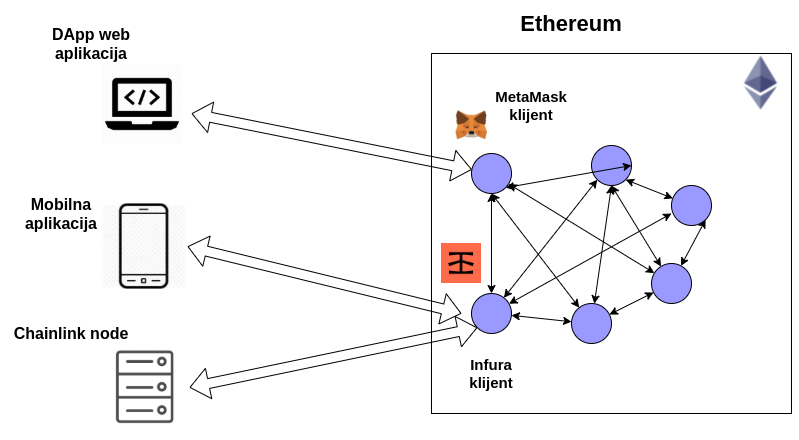 Ethereum
DApp web
aplikacija
</>
MetaMask
klijent
Mobilna
aplikacija
Chainlink node
Infura
klijent